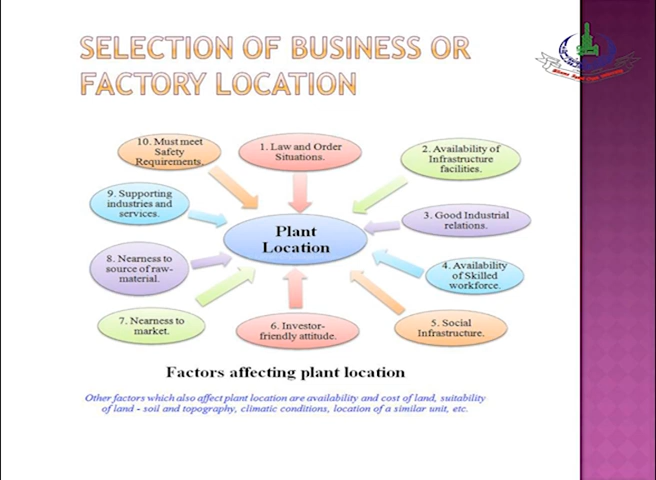 SELECTION OF BUSINESS OR
FACTORY LOCATION
10. Must meet
Safety
Requirements.
1. Law and Order
Situations.
2. Availability of
Infrastructure
facilities.
9. Supporting
industries and
services.
3. Good Industrial
relations.
Plant
Location
8. Nearness to
source of raw-
material.
4. Availability
of Skilled
workforce.
7. Nearness to
market.
6. Investor-
friendly attitude.
5. Social
Infrastructure.
Factors affecting plant location
Other factors which also affect plant location are availability and cost of land, suitability
of land - soil and topography, climatic conditions, location of a similar unit, etc.